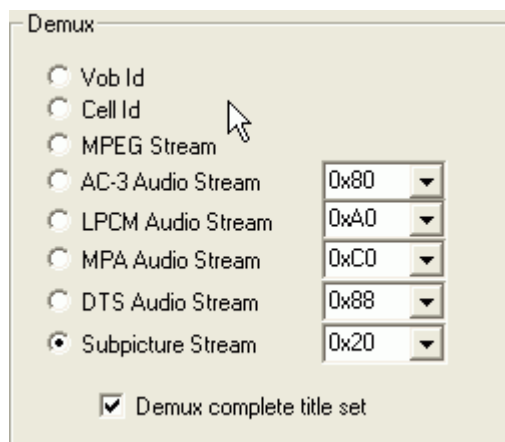 Demux
Vob Id
Cell Id
MPEG Stream
AC-3 Audio Stream 0x80
LPCM Audio Stream 0xA0
MPA Audio Stream 0xC0
DTS Audio Stream 0x88
Subpicture Stream 0x20
Demux complete title set